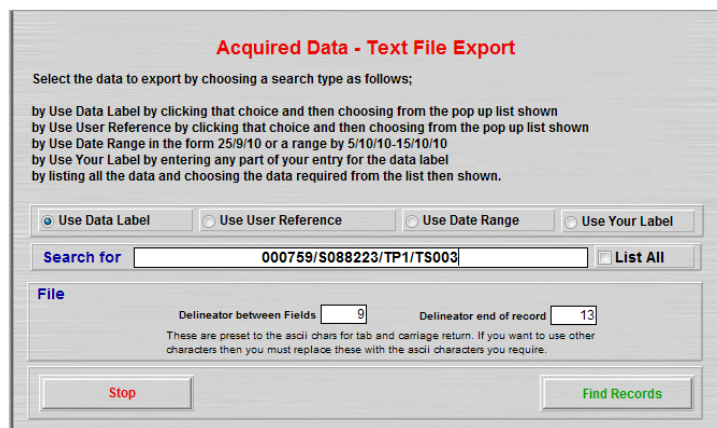 Acquired Data - Text File Export
Select the data to export by choosing a search type as follows;
by Use Data Label by clicking that choice and then choosing from the pop up list shown
by Use User Reference by clicking that choice and then choosing from the pop up list shown
by Use Date Range in the form 25/9/10 or a range by 5/10/10-15/10/10
by Use Your Label by entering any part of your entry for the data label
by listing all the data and choosing the data required from the list then shown.
Use Data Label Use User Reference Use Date Range Use Your Label
Search for 000759/S088223/TP1/TS003 List All
File
Delineator between Fields 9 Delineator end of record 13
These are preset to the ascii chars for tab and carriage return. If you want to use other
characters then you must replace these with the ascii characters you require.
Stop Find Records